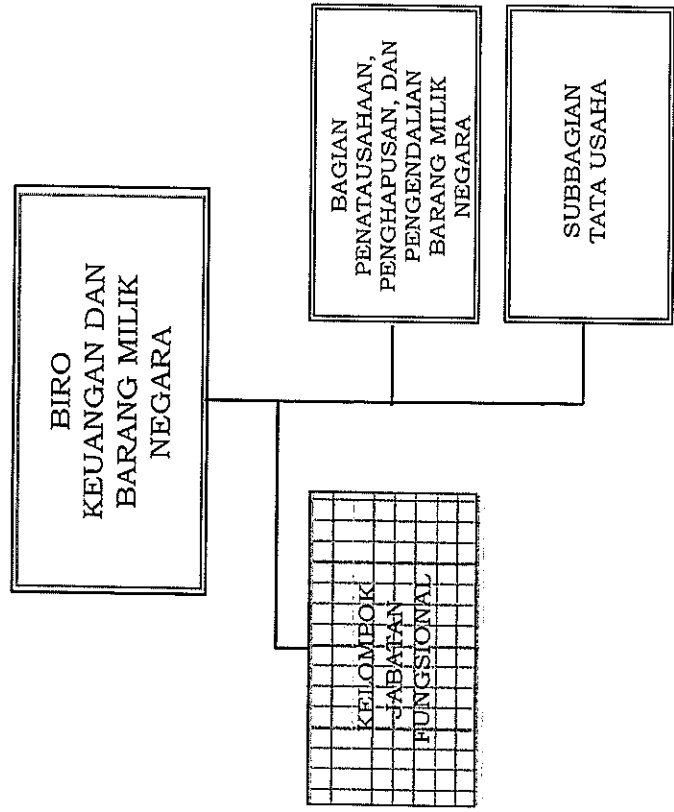 BIRO
KEUANGAN DAN
BARANG MILIK
NEGARA
KELOMPOK
JABATAN
FUNGSIONAL
BAGIAN
PENATAUSAHAAN,
PENGHAPUSAN, DAN
PENGENDALIAN
BARANG MILIK
NEGARA
SUBBAGIAN
TATA USAHA